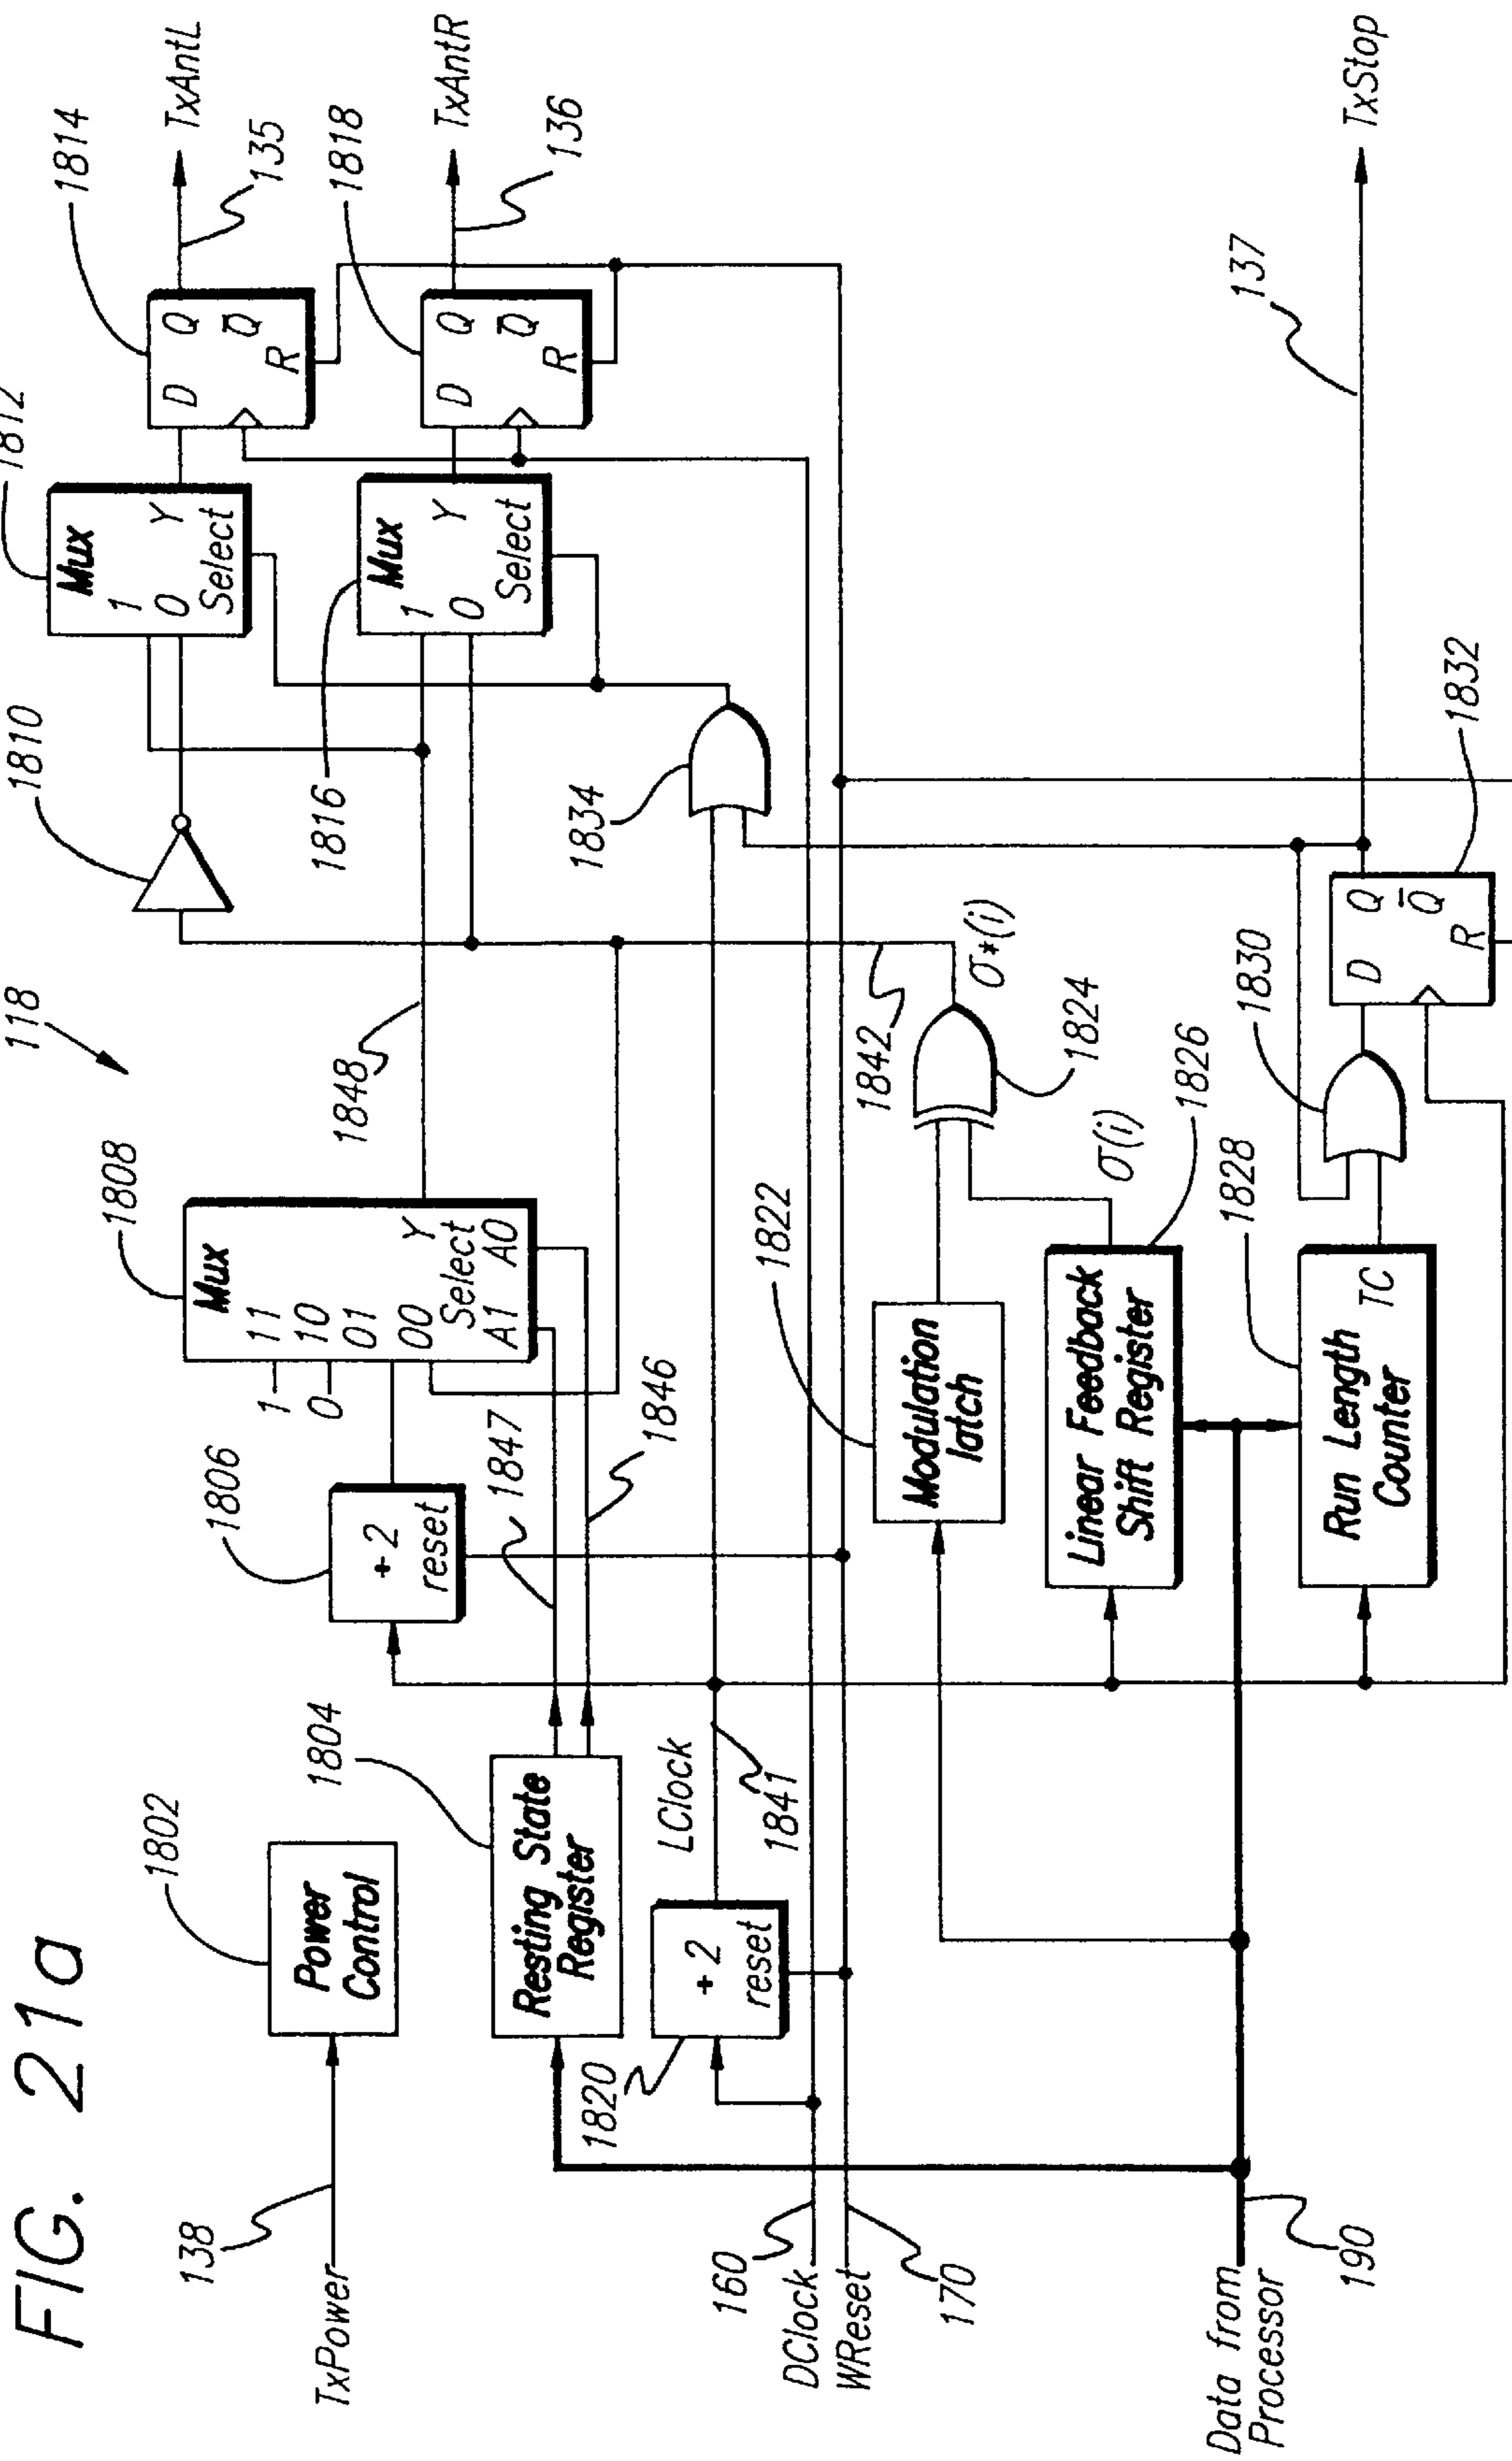 FIG. 21a
118
TxPower
138
1802
Power
Control
1804
Resting State
Register
1806
+2
reset
1847
1846
1808
Mux
11
10
01
00
Y
Select
A1 A0
1
0
1848
1810
1812
Mux
1
0
Y
Select
1814
D Q
Q
R
135
TxAntL
1816
Mux
1
0
Y
Select
1818
D Q
Q
R
136
TxAntR
1820
+2
reset
LClock
1841
160
DClock
WReset
170
1834
1822
Modulation
latch
1842
σ*(i)
1824
σ(i)
1826
Linear Feedback
Shift Register
1828
Run Length
Counter
TC
1830
D Q
Q
R
1832
137
TxStop
Data from
Processor
190